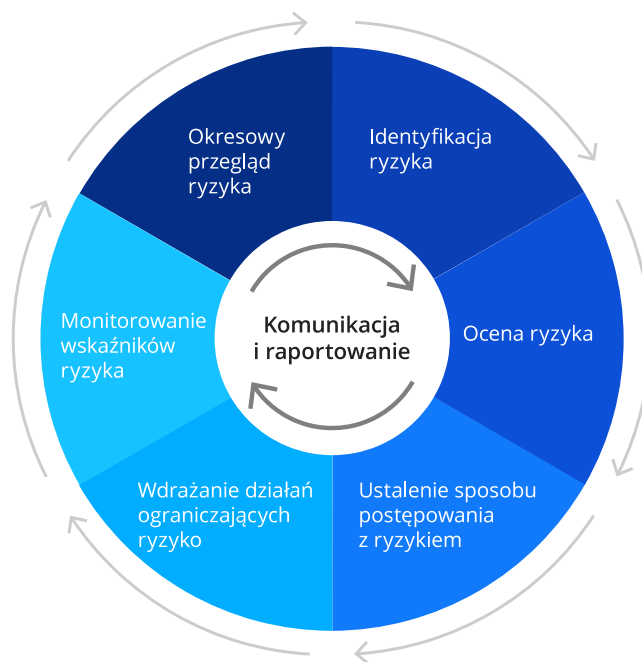 Okresowy
przegląd
ryzyka
Identyfikacja
ryzyka
Monitorowanie
wskaźników
ryzyka
Komunikacja
i raportowanie
Ocena ryzyka
Wdrażanie działań
ograniczających
ryzyko
Ustalenie sposobu
postępowania
z ryzykiem